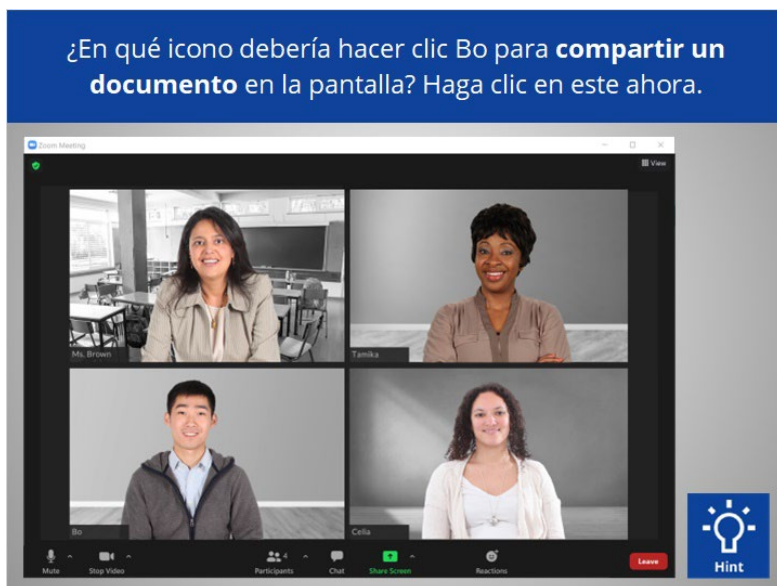 ¿En qué icono debería hacer clic Bo para compartir un
documento en la pantalla? Haga clic en este ahora.
Zoom Meeting
View
Ms. Brown
Tamika
Bo
Celia
Mute
Stop Video
4
Participants
Chat
Share Screen
Reactions
Leave
Hint